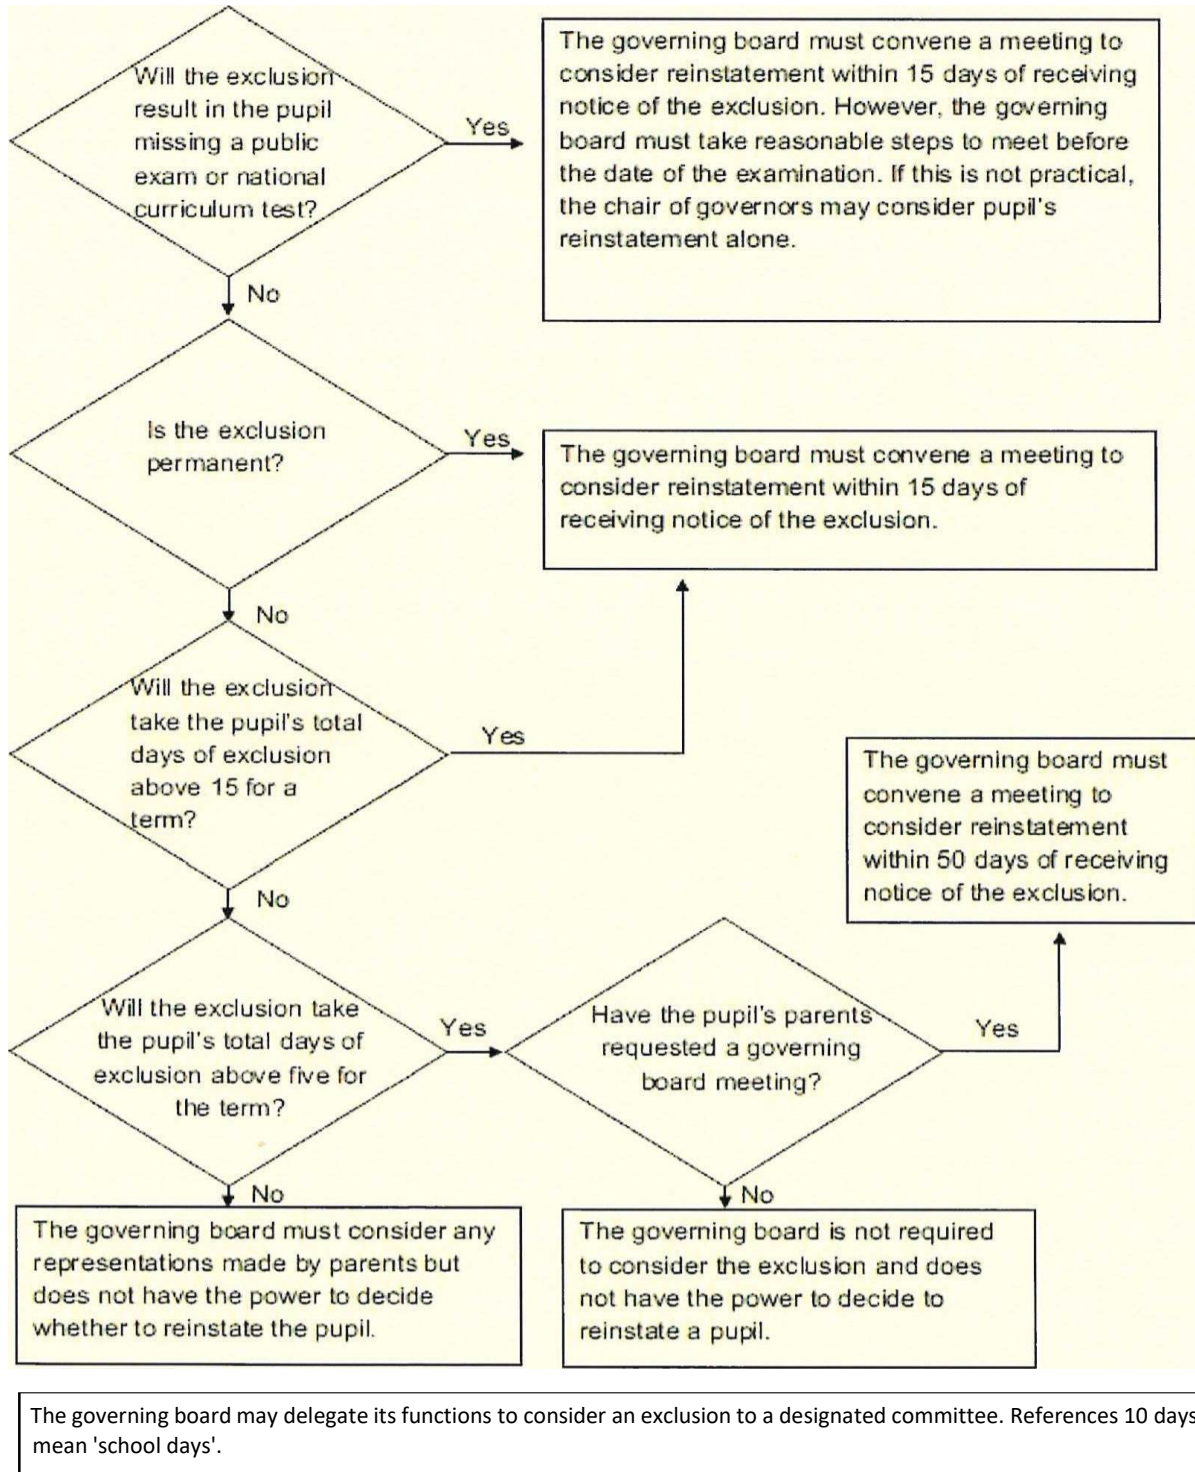 Will the exclusion
result in the pupil
missing a public
exam or national
curriculum test?
Yes
The governing board must convene a meeting to
consider reinstatement within 15 days of receiving
notice of the exclusion. However, the governing
board must take reasonable steps to meet before
the date of the examination. If this is not practical,
the chair of governors may consider pupil's
reinstatement alone.
No
Is the exclusion
permanent?
Yes
The governing board must convene a meeting to
consider reinstatement within 15 days of
receiving notice of the exclusion.
No
Will the exclusion
take the pupil's total
days of exclusion
above 15 for a
term?
Yes
The governing board must
convene a meeting to
consider reinstatement
within 50 days of receiving
notice of the exclusion.
No
Will the exclusion take
the pupil's total days of
exclusion above five for
the term?
Yes
Have the pupil's parents
requested a governing
board meeting?
Yes
No
The governing board must consider any
representations made by parents but
does not have the power to decide
whether to reinstate the pupil.
No
The governing board is not required
to consider the exclusion and does
not have the power to decide to
reinstate a pupil.
The governing board may delegate its functions to consider an exclusion to a designated committee. References 10 days
mean 'school days'.